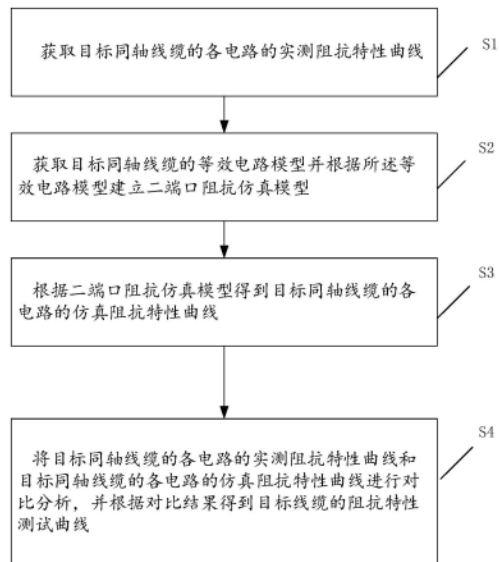 获取目标同轴线缆的各电路的实测阻抗特性曲线
S1
获取目标同轴线缆的等效电路模型并根据所述等
效电路模型建立二端口阻抗仿真模型
S2
根据二端口阻抗仿真模型得到目标同轴线缆的各
电路的仿真阻抗特性曲线
S3
将目标同轴线缆的各电路的实测阻抗特性曲线和
目标同轴线缆的各电路的仿真阻抗特性曲线进行对
比分析，并根据对比结果得到目标线缆的阻抗特性
测试曲线
S4